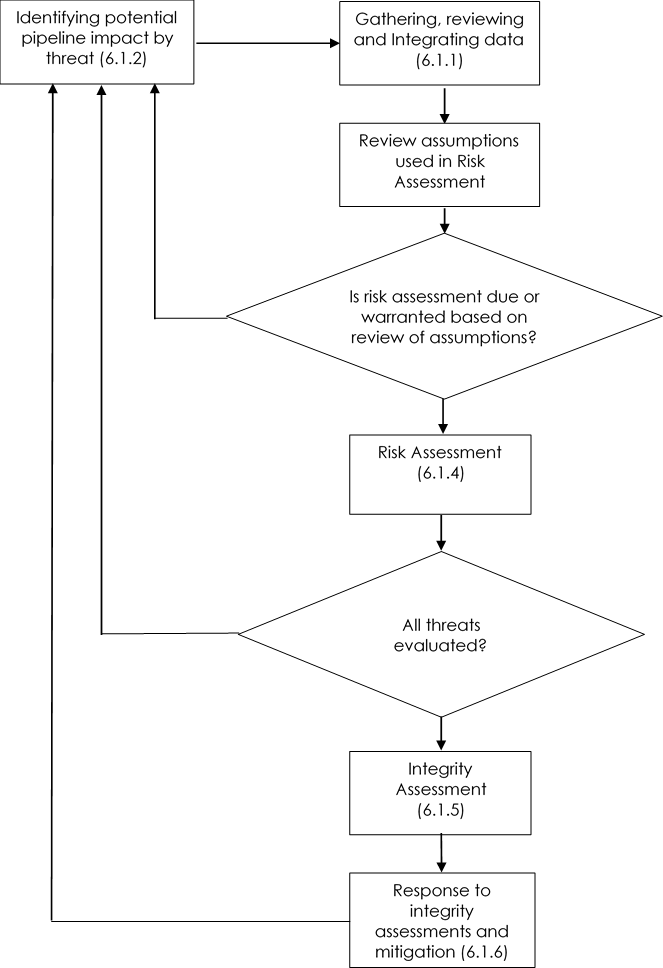 Identifying potential
pipeline impact by
threat (6.1.2)
Gathering, reviewing
and Integrating data
(6.1.1)
Review assumptions
used in Risk
Assessment
Is risk assessment due or
warranted based on
review of assumptions?
Risk Assessment
(6.1.4)
All threats
evaluated?
Integrity
Assessment
(6.1.5)
Response to
integrity
assessments and
mitigation (6.1.6)